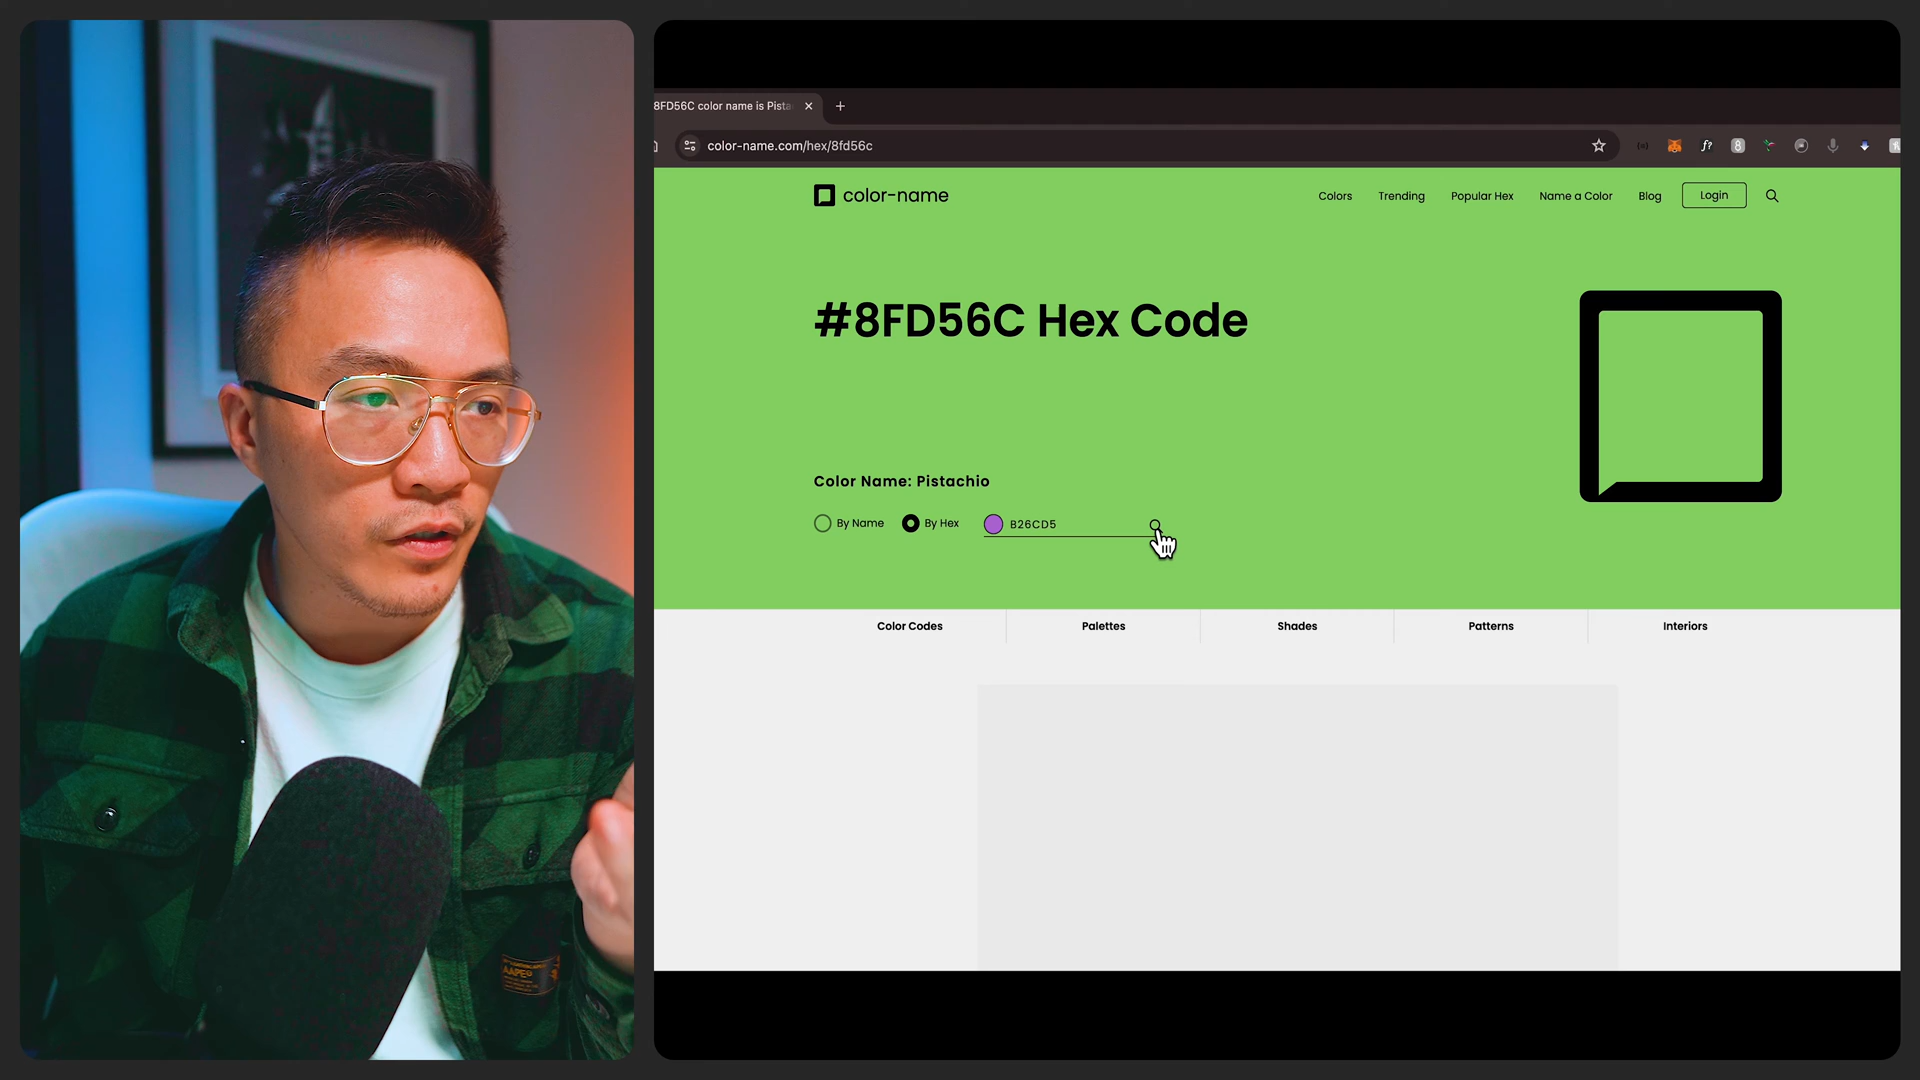 8FD56C color name is Pista
color-name.com/hex/8fd56c
color-name
Colors
Trending
Popular Hex
Name a Color
Blog
Login
#8FD56C Hex Code
Color Name: Pistachio
By Name
By Hex
B26CD5
Color Codes
Palettes
Shades
Patterns
Interiors
AAPE